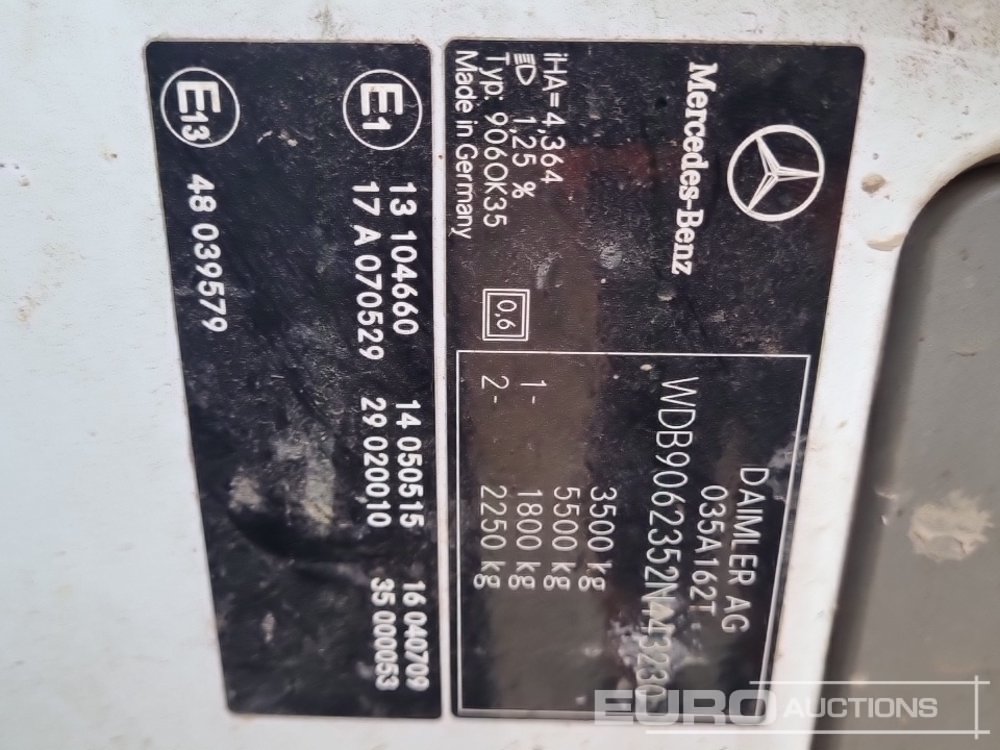 Mercedes-Benz
iHA= 4,364
1,25 %
Typ: 906OK35
Made in Germany
0,6
DAIMLER AG
035A162T
WDB9062352N443230
3500 kg
5500 kg
1- 1800 kg
2- 2250 kg
E1 13 104660 14 050515 16 040709
17 A 070529 29 020010 35 000053
E13 48 039579
EURO AUCTIONS